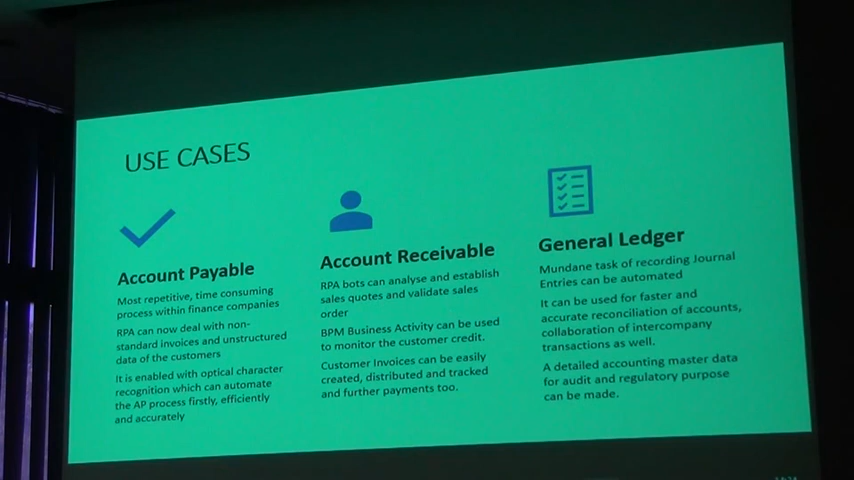 USE CASES
Account Payable
Most repetitive, time consuming
process within finance companies
RPA can now deal with non-
standard invoices and unstructured
data of the customers
It is enabled with optical character
recognition which can automate
the AP process firstly, efficiently
and accurately
Account Receivable
RPA bots can analyse and establish
sales quotes and validate sales
order
BPM Business Activity can be used
to monitor the customer credit.
Customer Invoices can be easily
created, distributed and tracked
and further payments too.
General Ledger
Mundane task of recording Journal
Entries can be automated
It can be used for faster and
accurate reconciliation of accounts,
collaboration of intercompany
transactions as well.
A detailed accounting master data
for audit and regulatory purpose
can be made.